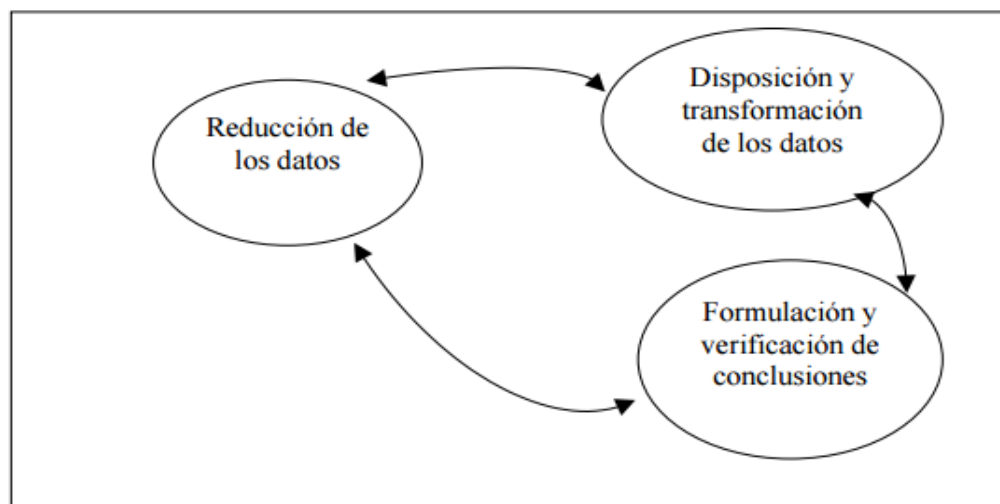 Reducción de
los datos
Disposición y
transformación
de los datos
Formulación y
verificación de
conclusiones